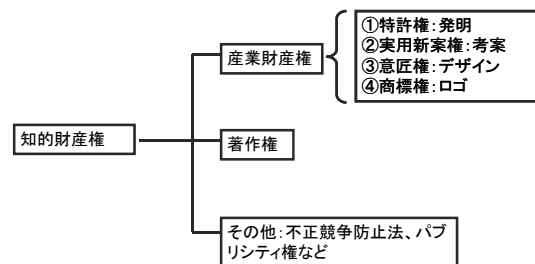 ①特許権:発明
②実用新案権:考案
③意匠権:デザイン
④商標権:ロゴ
産業財産権
知的財産権
著作権
その他:不正競争防止法、パブ
リシティ権など